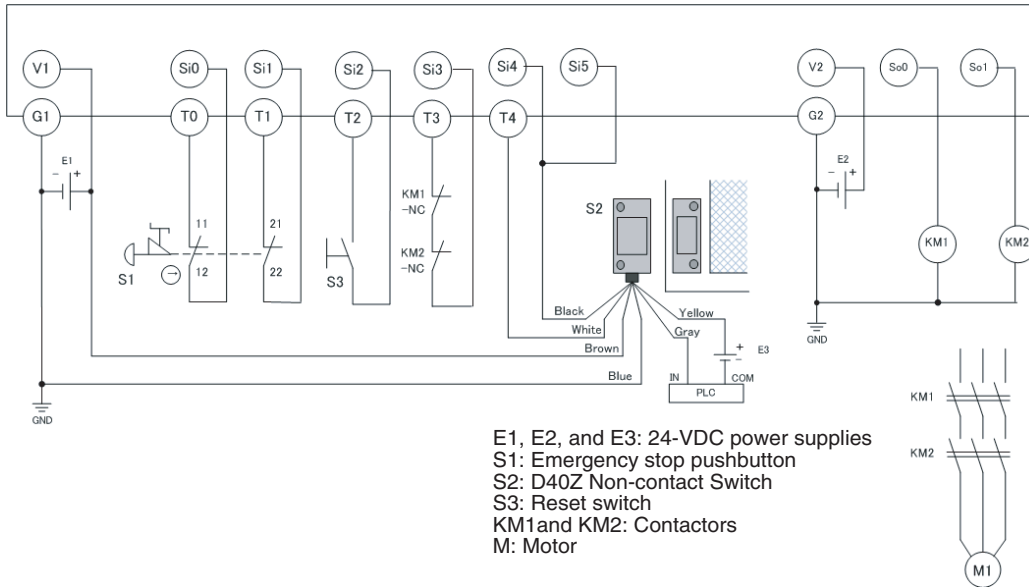 V1 Si0 Si1 Si2 Si3 Si4 Si5 V2 So0 So1
G1 T0 T1 T2 T3 T4 G2
E1
- +
E2
- +
KM1
-NC
KM2
-NC
S2
11 21
12 22
S1
S3
KM1 KM2
Black
White
Brown
Blue
Yellow
Gray
+
-
E3
IN COM
PLC
GND
GND
KM1
KM2
M1
E1, E2, and E3: 24-VDC power supplies
S1: Emergency stop pushbutton
S2: D40Z Non-contact Switch
S3: Reset switch
KM1and KM2: Contactors
M: Motor